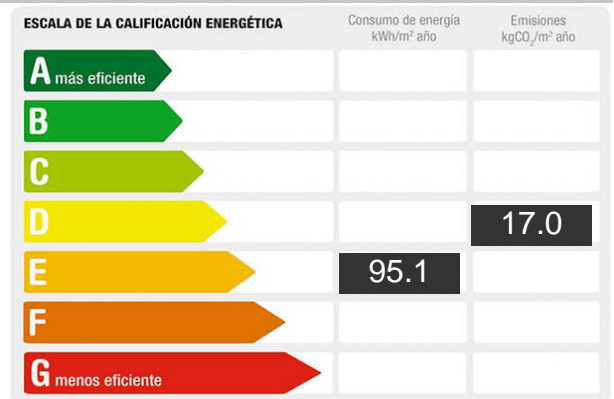 ESCALA DE LA CALIFICACIÓN ENERGÉTICA
Consumo de energía
kWh/m² año
Emisiones
kgCO₂/m² año
A más eficiente
B
C
D
17.0
E
95.1
F
G menos eficiente